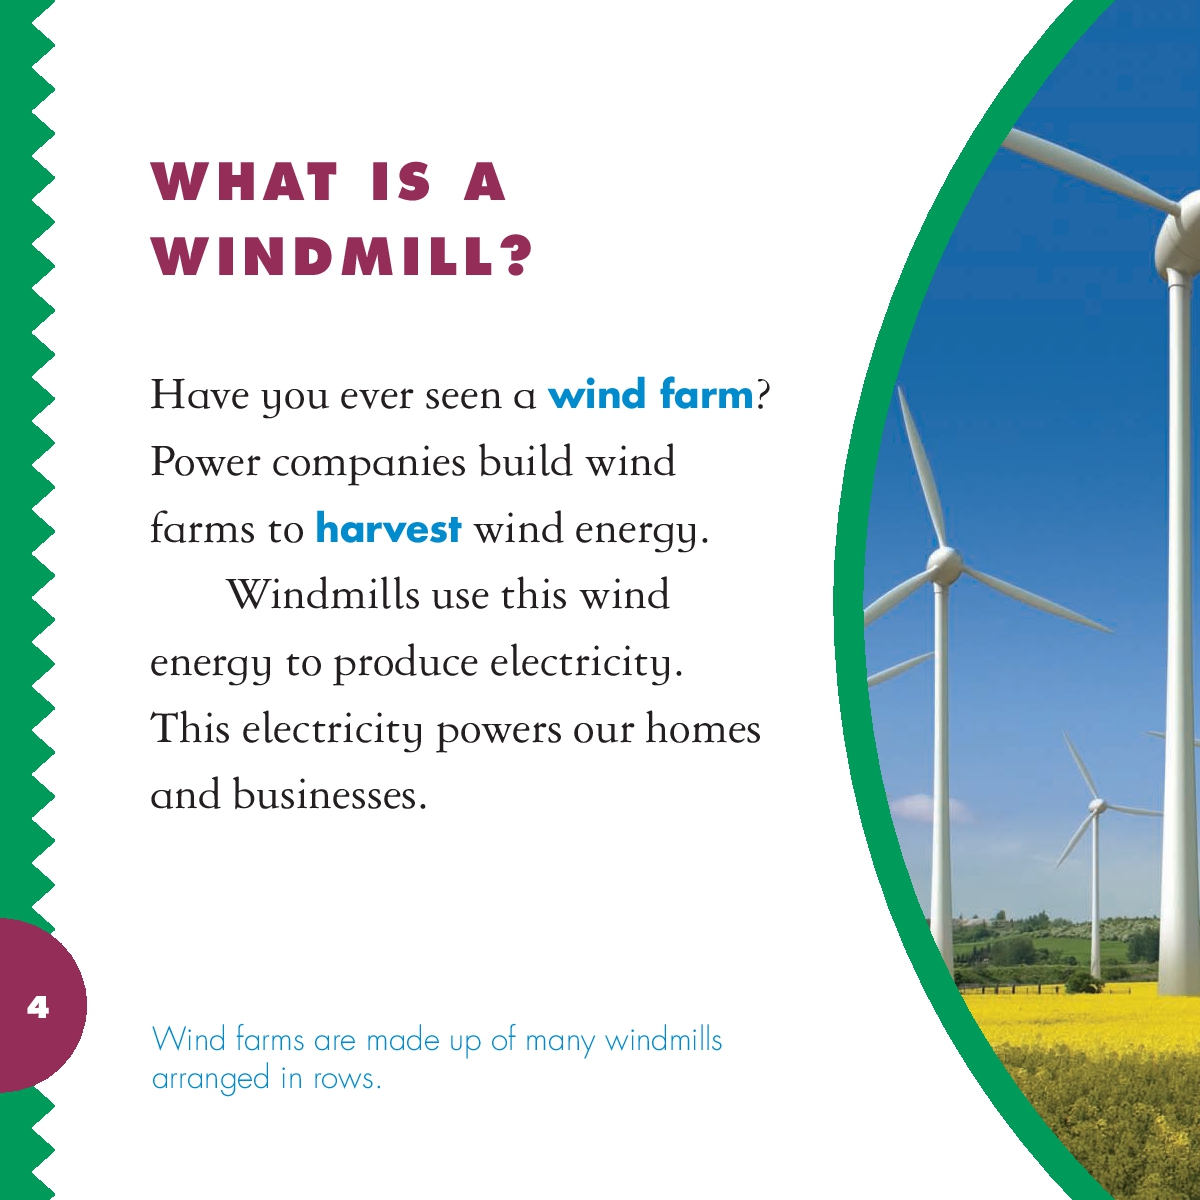 WHAT IS A
WINDMILL?
Have you ever seen a wind farm?
Power companies build wind
farms to harvest wind energy.
Windmills use this wind
energy to produce electricity.
This electricity powers our homes
and businesses.
4
Wind farms are made up of many windmills
arranged in rows.